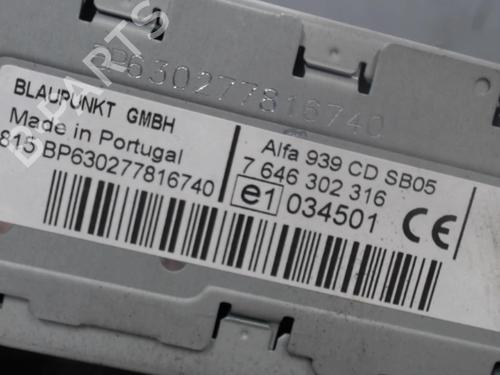 B-PARTS
BP630277816740
BLAUPUNKT GMBH
Made in Portugal
815 BP630277816740
Alfa 939 CD SB05
7 646 302 316
e1 034501 CE